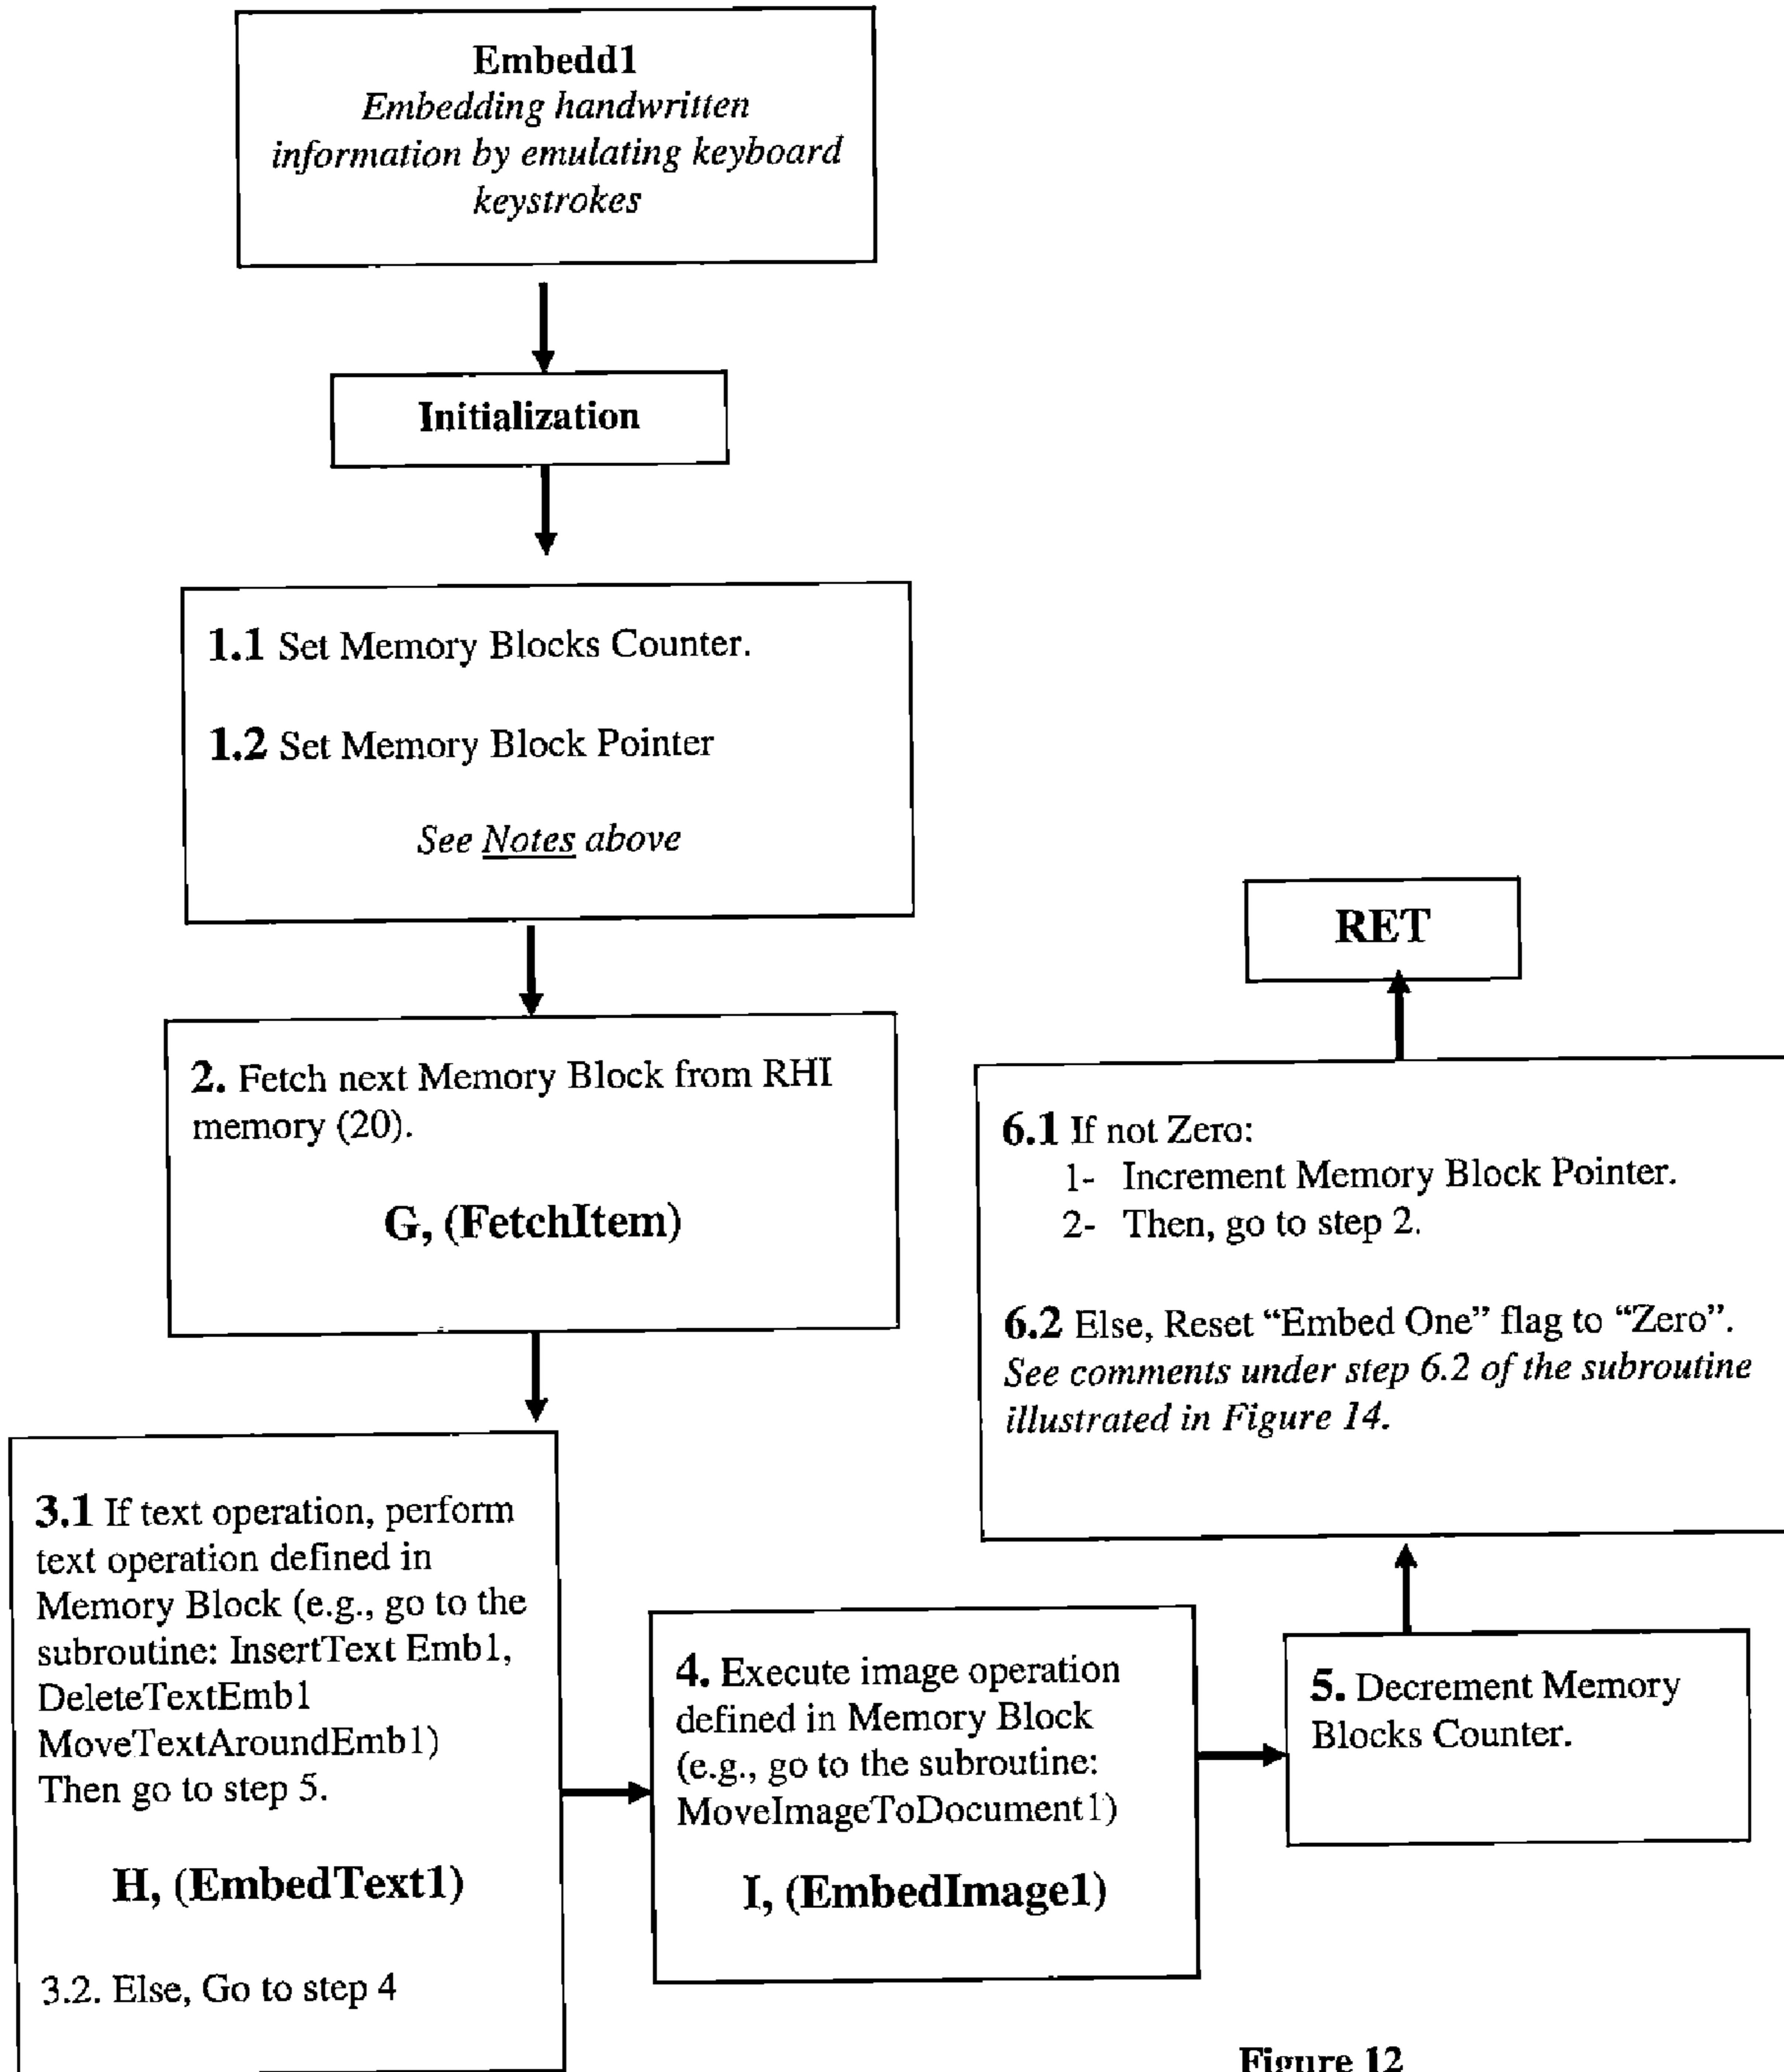 Embedd1
Embedding handwritten
information by emulating keyboard
keystrokes
Initialization
1.1 Set Memory Blocks Counter.
1.2 Set Memory Block Pointer
See Notes above
2. Fetch next Memory Block from RHI
memory (20).
G, (FetchItem)
3.1 If text operation, perform
text operation defined in
Memory Block (e.g., go to the
subroutine: InsertText Emb1,
DeleteTextEmb1
MoveTextAroundEmb1)
Then go to step 5.
H, (EmbedText1)
3.2. Else, Go to step 4
4. Execute image operation
defined in Memory Block
(e.g., go to the subroutine:
MoveImageToDocument1)
I, (EmbedImage1)
5. Decrement Memory
Blocks Counter.
6.1 If not Zero:
1- Increment Memory Block Pointer.
2- Then, go to step 2.
6.2 Else, Reset “Embed One” flag to “Zero”.
See comments under step 6.2 of the subroutine
illustrated in Figure 14.
RET
Figure 12